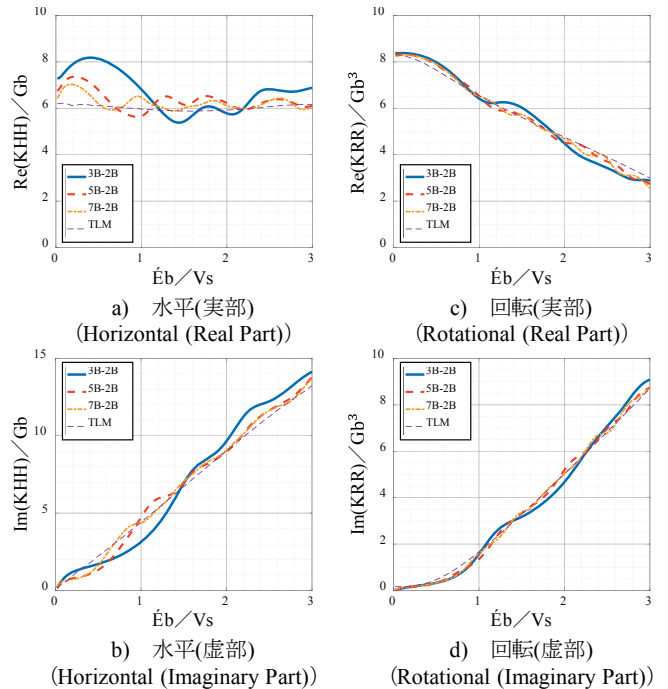 Re(KHH)／Gb
10
8
6
4
2
0
3B-2B
5B-2B
7B-2B
TLM
0
1
2
3
Éb／Vs
a) 水平(実部)
(Horizontal (Real Part))
Re(KRR)／Gb³
10
8
6
4
2
0
3B-2B
5B-2B
7B-2B
TLM
0
1
2
3
Éb／Vs
c) 回転(実部)
(Rotational (Real Part))
Im(KHH)／Gb
15
10
5
0
3B-2B
5B-2B
7B-2B
TLM
0
1
2
3
Éb／Vs
b) 水平(虚部)
(Horizontal (Imaginary Part))
Im(KRR)／Gb³
10
8
6
4
2
0
3B-2B
5B-2B
7B-2B
TLM
0
1
2
3
Éb／Vs
d) 回転(虚部)
(Rotational (Imaginary Part))